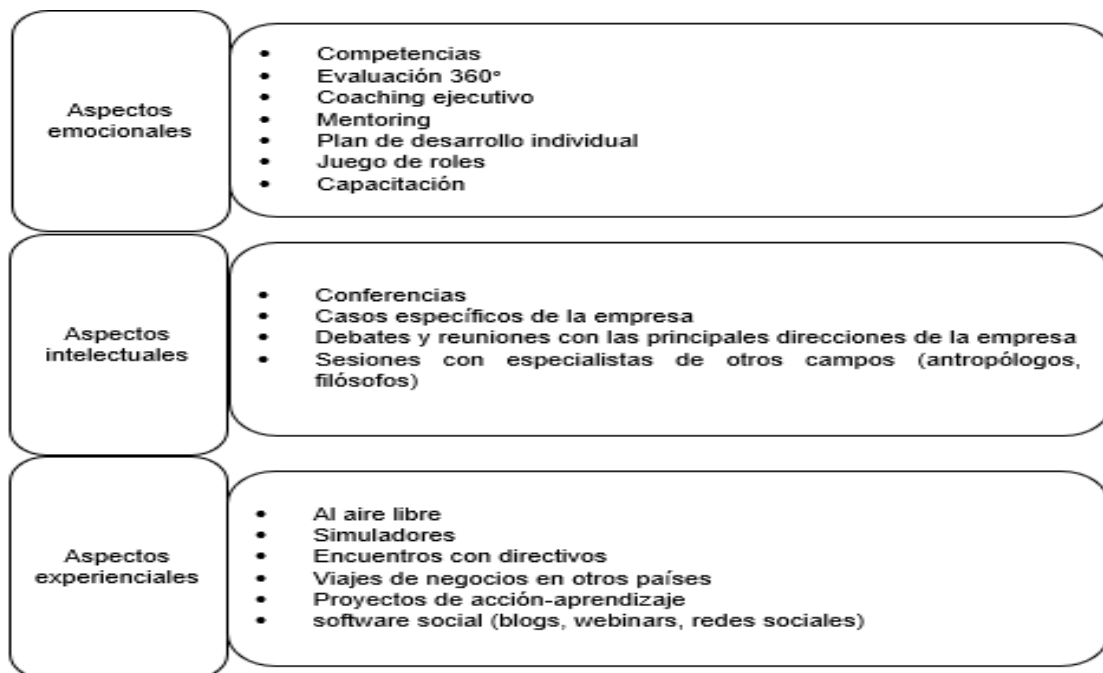 Aspectos
emocionales
• Competencias
• Evaluación 360°
• Coaching ejecutivo
• Mentoring
• Plan de desarrollo individual
• Juego de roles
• Capacitación
Aspectos
intelectuales
• Conferencias
• Casos específicos de la empresa
• Debates y reuniones con las principales direcciones de la empresa
• Sesiones con especialistas de otros campos (antropólogos,
filósofos)
Aspectos
experienciales
• Al aire libre
• Simuladores
• Encuentros con directivos
• Viajes de negocios en otros países
• Proyectos de acción-aprendizaje
• software social (blogs, webinars, redes sociales)